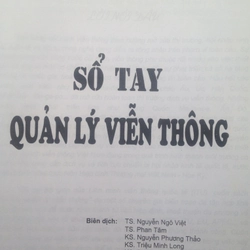 SỔ TAY
QUẢN LÝ VIỄN THÔNG
Biên dịch: TS. Nguyễn Ngô Việt
TS. Phan Tâm
KS. Nguyễn Phương Thảo
KS. Triệu Minh Long